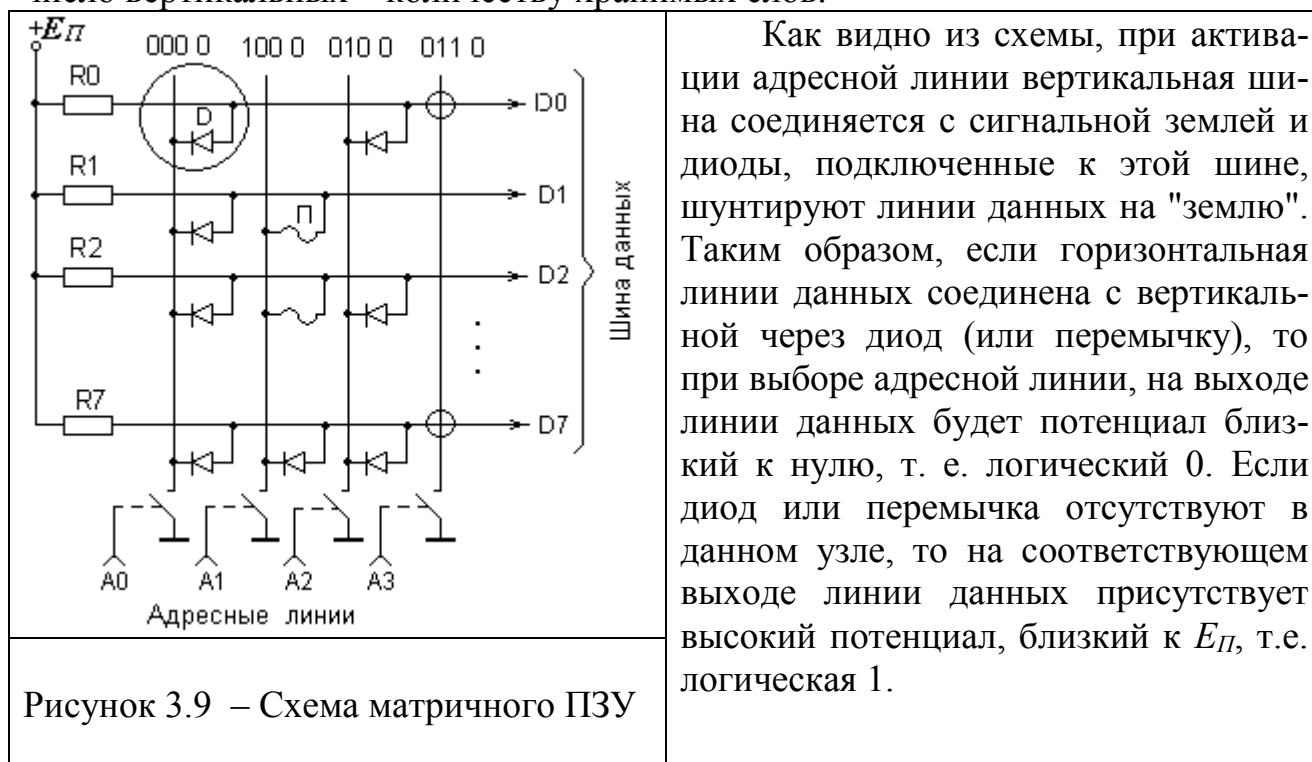 число вертикальных – количеству хранимых слов.
+EП
000 0 100 0 010 0 011 0
R0
D
D0
R1
П
D1
R2
D2
R7
D7
Шина данных
A0 A1 A2 A3
Адресные линии
Рисунок 3.9 – Схема матричного ПЗУ
Как видно из схемы, при актива-
ции адресной линии вертикальная ши-
на соединяется с сигнальной землей и
диоды, подключенные к этой шине,
шунтируют линии данных на "землю".
Таким образом, если горизонтальная
линии данных соединена с вертикаль-
ной через диод (или перемычку), то
при выборе адресной линии, на выходе
линии данных будет потенциал близ-
кий к нулю, т. е. логический 0. Если
диод или перемычка отсутствуют в
данном узле, то на соответствующем
выходе линии данных присутствует
высокий потенциал, близкий к EП, т.е.
логическая 1.